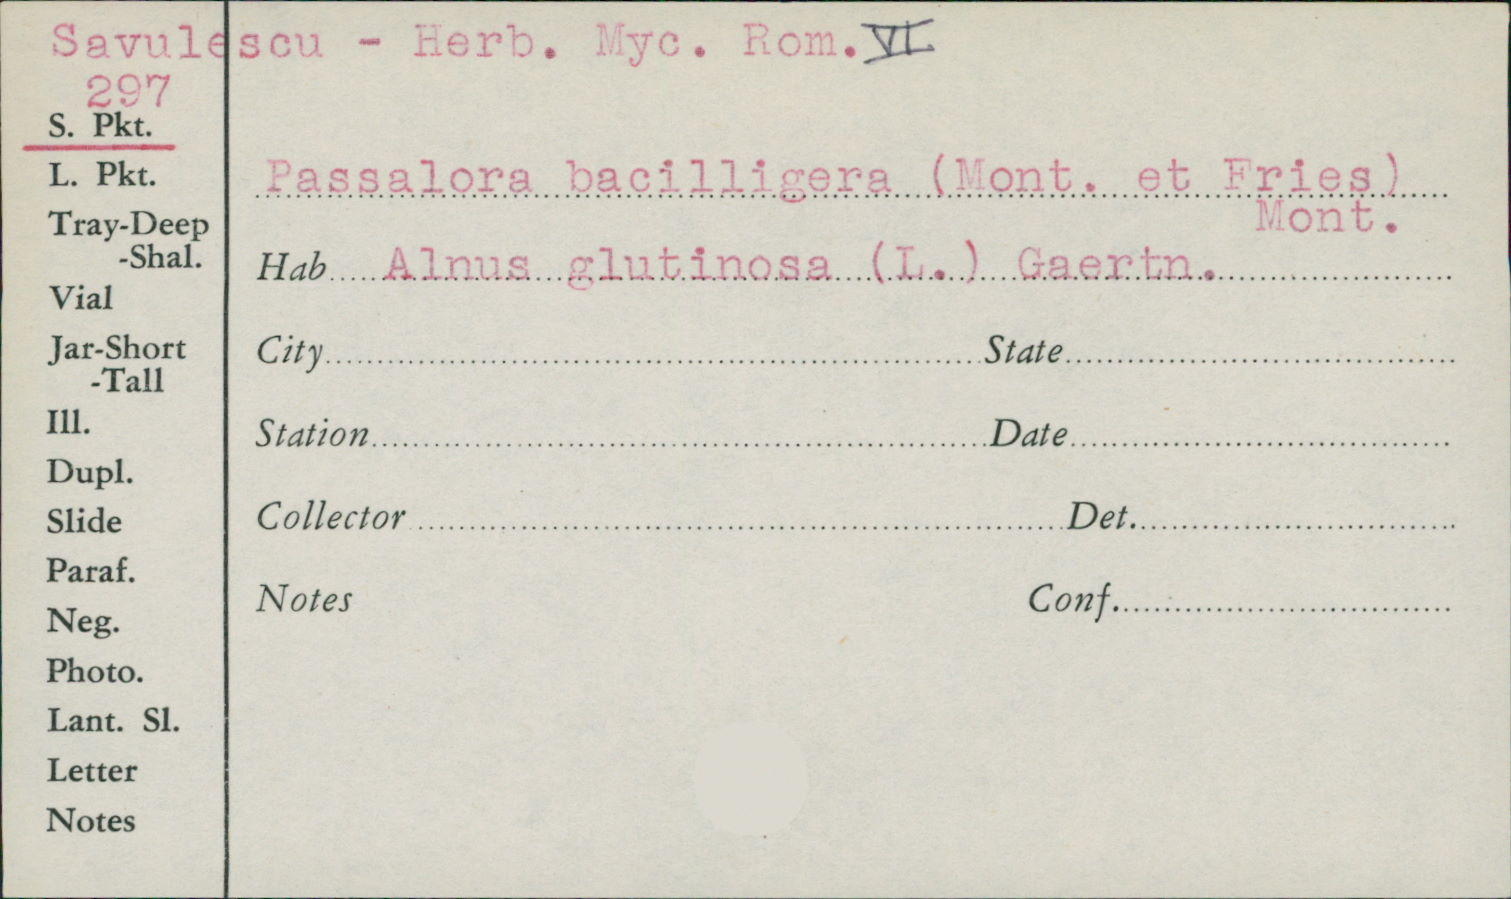 Savulescu - Herb. Myc. Rom. VI
297
S. Pkt.
L. Pkt.
Passalora bacilligera (Mont. et Fries)
Mont.
Tray-Deep
-Shal.
Hab. Alnus glutinosa (L.) Gaertn.
Vial
Jar-Short
-Tall
City State
Ill.
Station Date
Dupl.
Slide
Collector Det.
Paraf.
Neg.
Notes Conf.
Photo.
Lant. Sl.
Letter
Notes